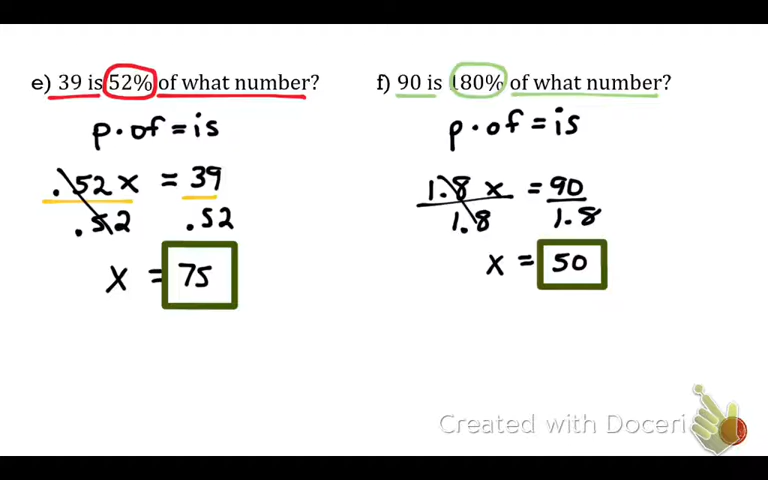 e) 39 is 52% of what number?
p · of = is
.52x = 39
.52 .52
x = 75
f) 90 is 180% of what number?
p · of = is
1.8 x = 90
1.8 1.8
x = 50
Created with Doceri